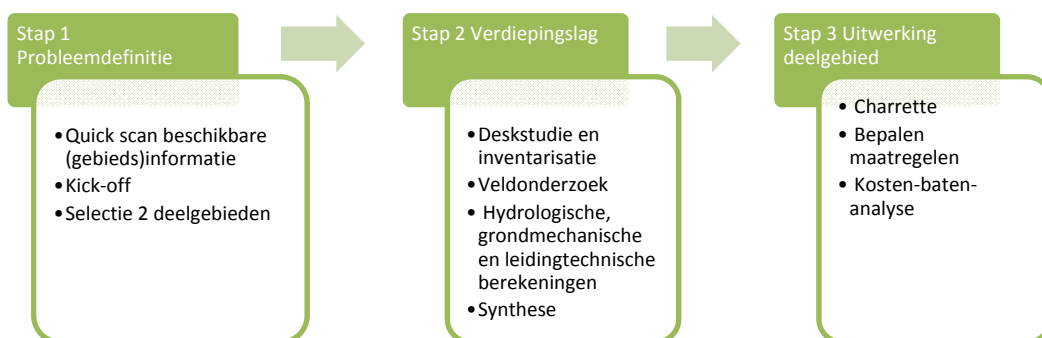 Stap 1
Probleemdefinitie
•Quick scan beschikbare
(gebieds)informatie
•Kick-off
•Selectie 2 deelgebieden
Stap 2 Verdiepingslag
•Deskstudie en
inventarisatie
•Veldonderzoek
• Hydrologische,
grondmechanische
en leidingtechnische
berekeningen
•Synthese
Stap 3 Uitwerking
deelgebied
• Charrette
• Bepalen
maatregelen
• Kosten-baten-
analyse